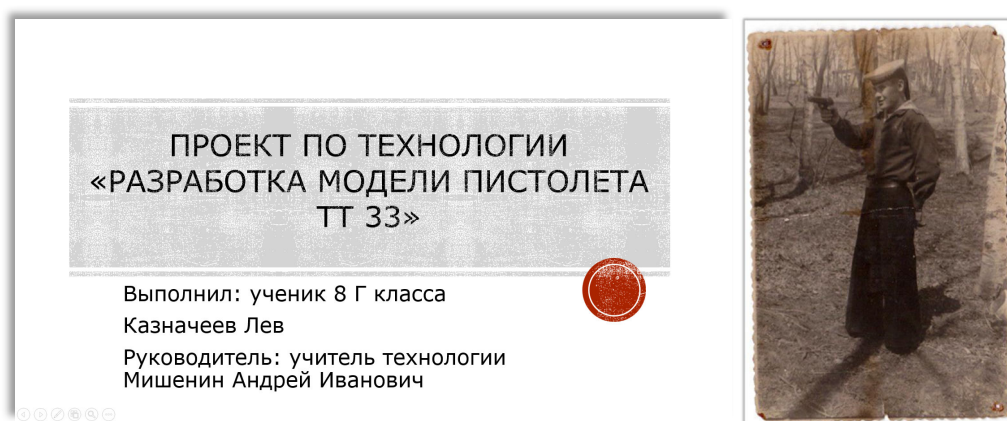 ПРОЕКТ ПО ТЕХНОЛОГИИ
«РАЗРАБОТКА МОДЕЛИ ПИСТОЛЕТА
ТТ 33»
Выполнил: ученик 8 Г класса
Казначеев Лев
Руководитель: учитель технологии
Мишенин Андрей Иванович